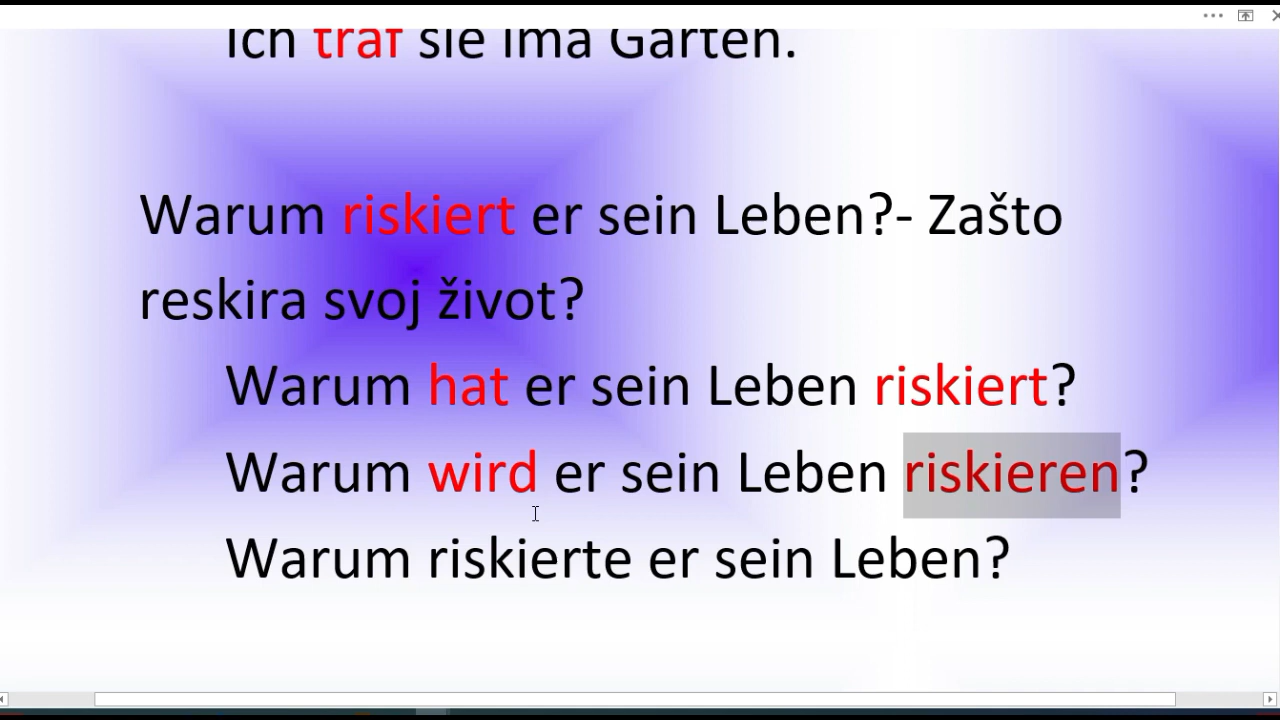 Ich traf sie ima Garten.
Warum riskiert er sein Leben?- Zašto
reskira svoj život?
Warum hat er sein Leben riskiert?
Warum wird er sein Leben riskieren?
Warum riskierte er sein Leben?